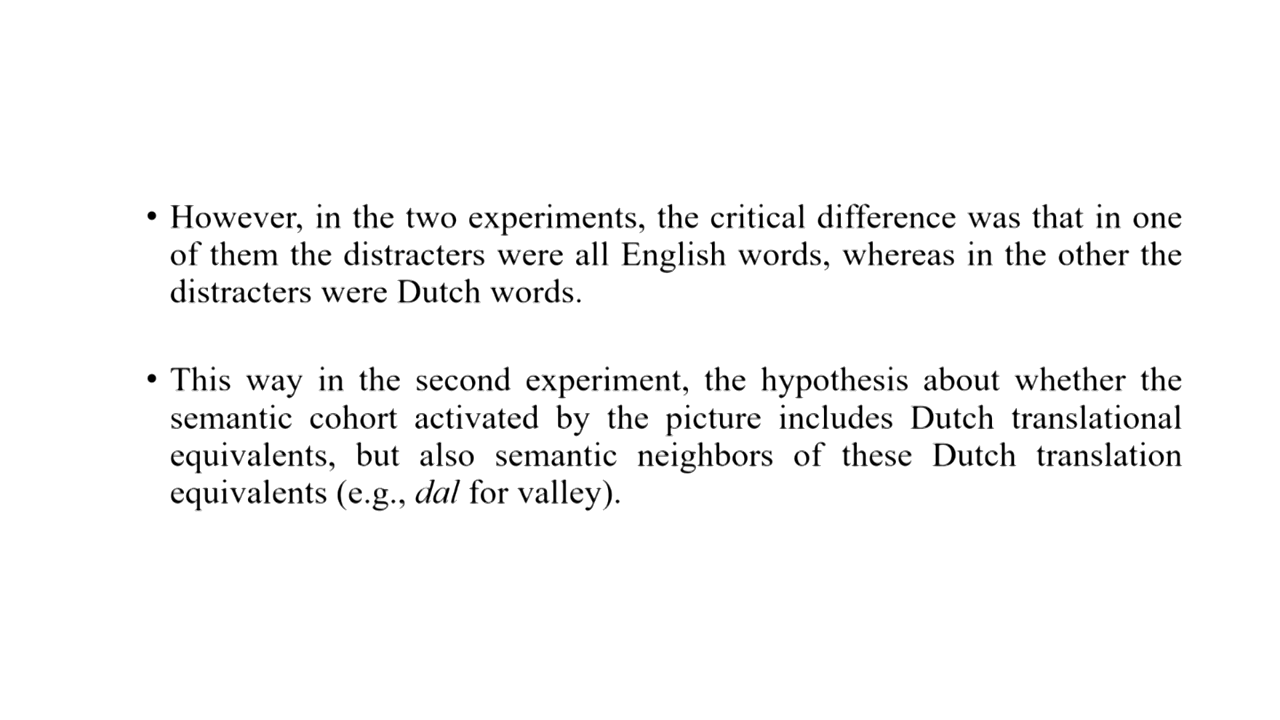 • However, in the two experiments, the critical difference was that in one
of them the distracters were all English words, whereas in the other the
distracters were Dutch words.
• This way in the second experiment, the hypothesis about whether the
semantic cohort activated by the picture includes Dutch translational
equivalents, but also semantic neighbors of these Dutch translation
equivalents (e.g., dal for valley).